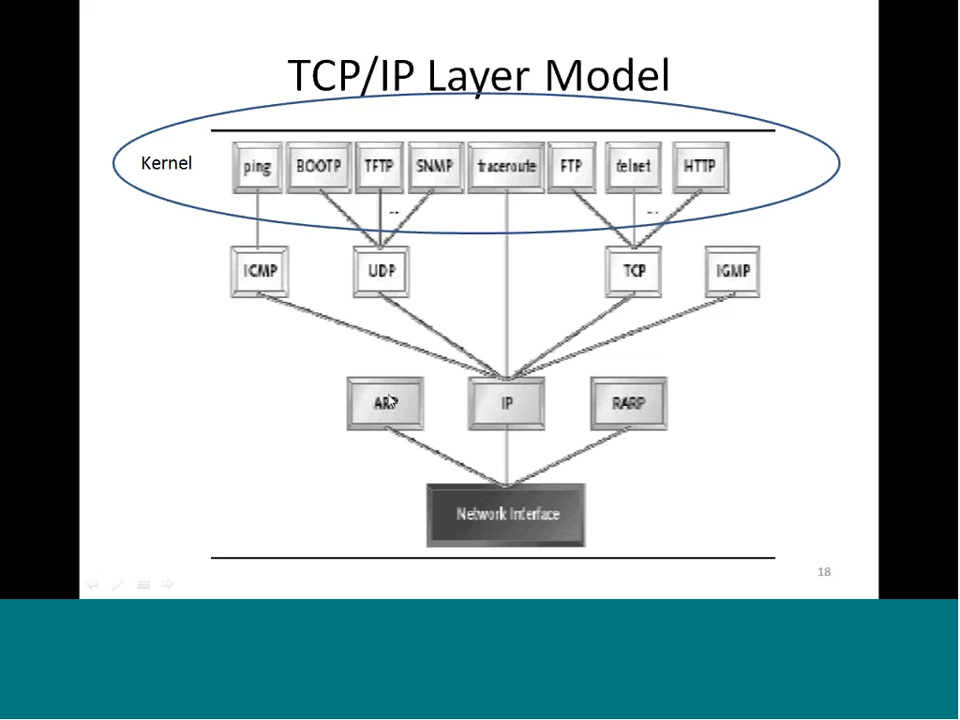 TCP/IP Layer Model
Kernel
ping BOOTP TFTP SNMP traceroute FTP telnet HTTP
ICMP UDP TCP IGMP
ARP IP RARP
Network Interface
18